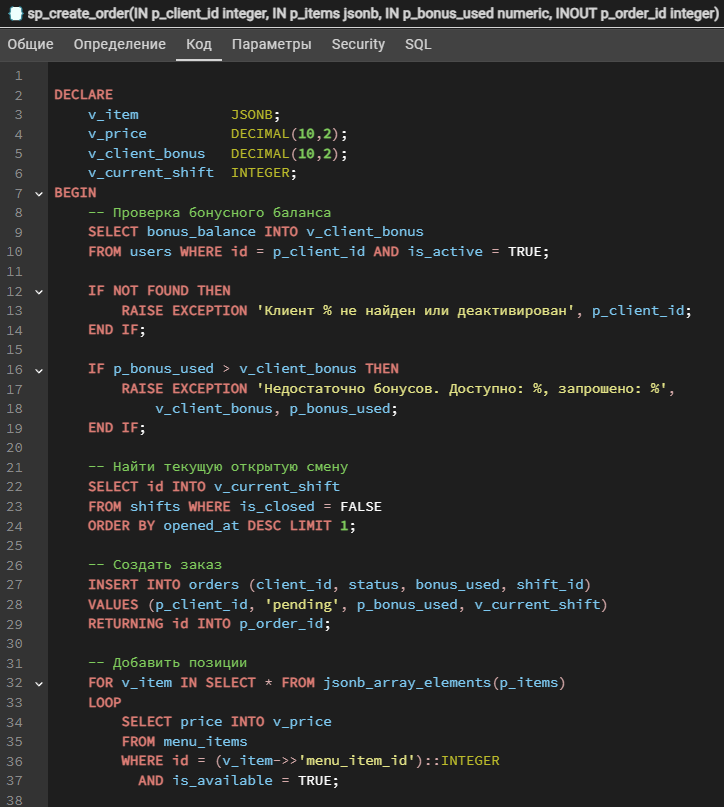 sp_create_order(IN p_client_id integer, IN p_items jsonb, IN p_bonus_used numeric, INOUT p_order_id integer)
Общие Определение Код Параметры Security SQL
1
2 DECLARE
3 v_item JSONB;
4 v_price DECIMAL(10,2);
5 v_client_bonus DECIMAL(10,2);
6 v_current_shift INTEGER;
7 BEGIN
8 -- Проверка бонусного баланса
9 SELECT bonus_balance INTO v_client_bonus
10 FROM users WHERE id = p_client_id AND is_active = TRUE;
11
12 IF NOT FOUND THEN
13 RAISE EXCEPTION 'Клиент % не найден или деактивирован', p_client_id;
14 END IF;
15
16 IF p_bonus_used > v_client_bonus THEN
17 RAISE EXCEPTION 'Недостаточно бонусов. Доступно: %, запрошено: %',
18 v_client_bonus, p_bonus_used;
19 END IF;
20
21 -- Найти текущую открытую смену
22 SELECT id INTO v_current_shift
23 FROM shifts WHERE is_closed = FALSE
24 ORDER BY opened_at DESC LIMIT 1;
25
26 -- Создать заказ
27 INSERT INTO orders (client_id, status, bonus_used, shift_id)
28 VALUES (p_client_id, 'pending', p_bonus_used, v_current_shift)
29 RETURNING id INTO p_order_id;
30
31 -- Добавить позиции
32 FOR v_item IN SELECT * FROM jsonb_array_elements(p_items)
33 LOOP
34 SELECT price INTO v_price
35 FROM menu_items
36 WHERE id = (v_item->>'menu_item_id')::INTEGER
37 AND is_available = TRUE;
38